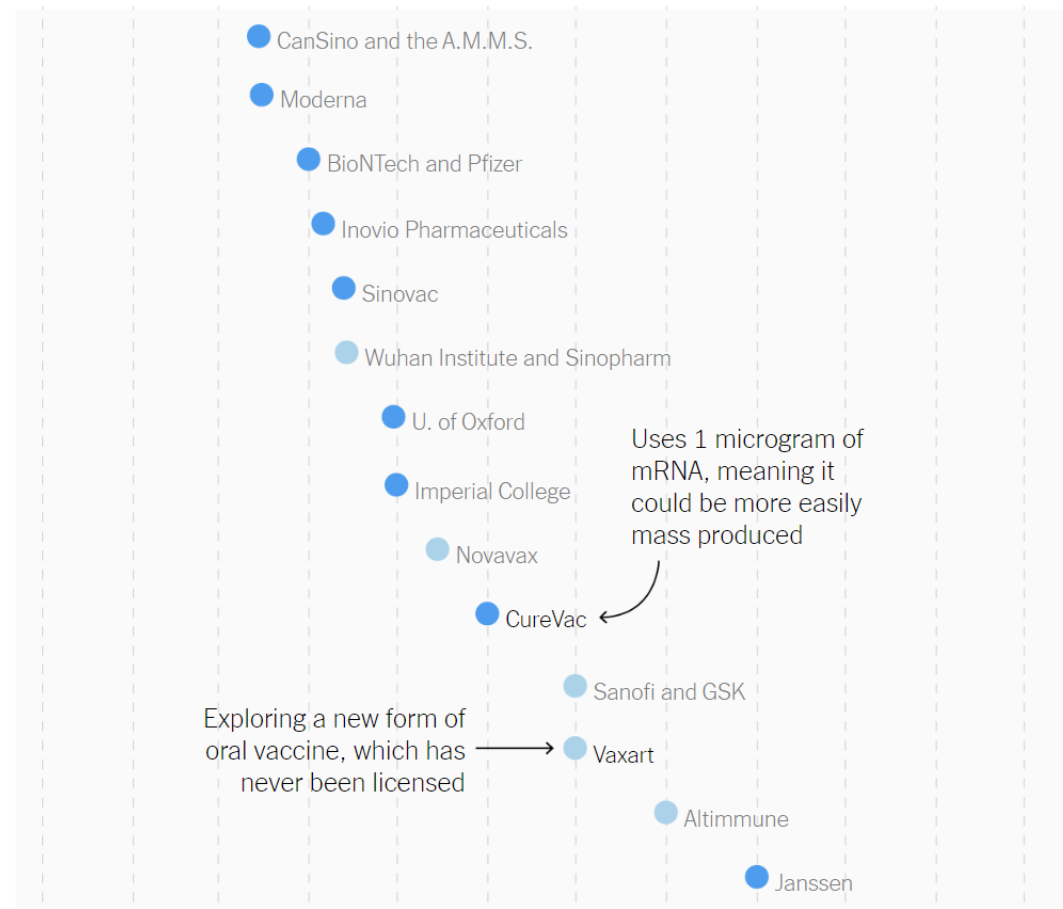 CanSino and the A.M.M.S.
Moderna
BioNTech and Pfizer
Inovio Pharmaceuticals
Sinovac
Wuhan Institute and Sinopharm
U. of Oxford
Uses 1 microgram of
mRNA, meaning it
could be more easily
mass produced
Imperial College
Novavax
CureVac
Sanofi and GSK
Exploring a new form of
oral vaccine, which has
never been licensed
Vaxart
Altimmune
Janssen